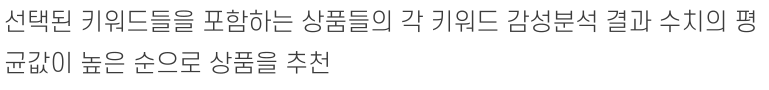 선택된 키워드들을 포함하는 상품들의 각 키워드 감성분석 결과 수치의 평
균값이 높은 순으로 상품을 추천